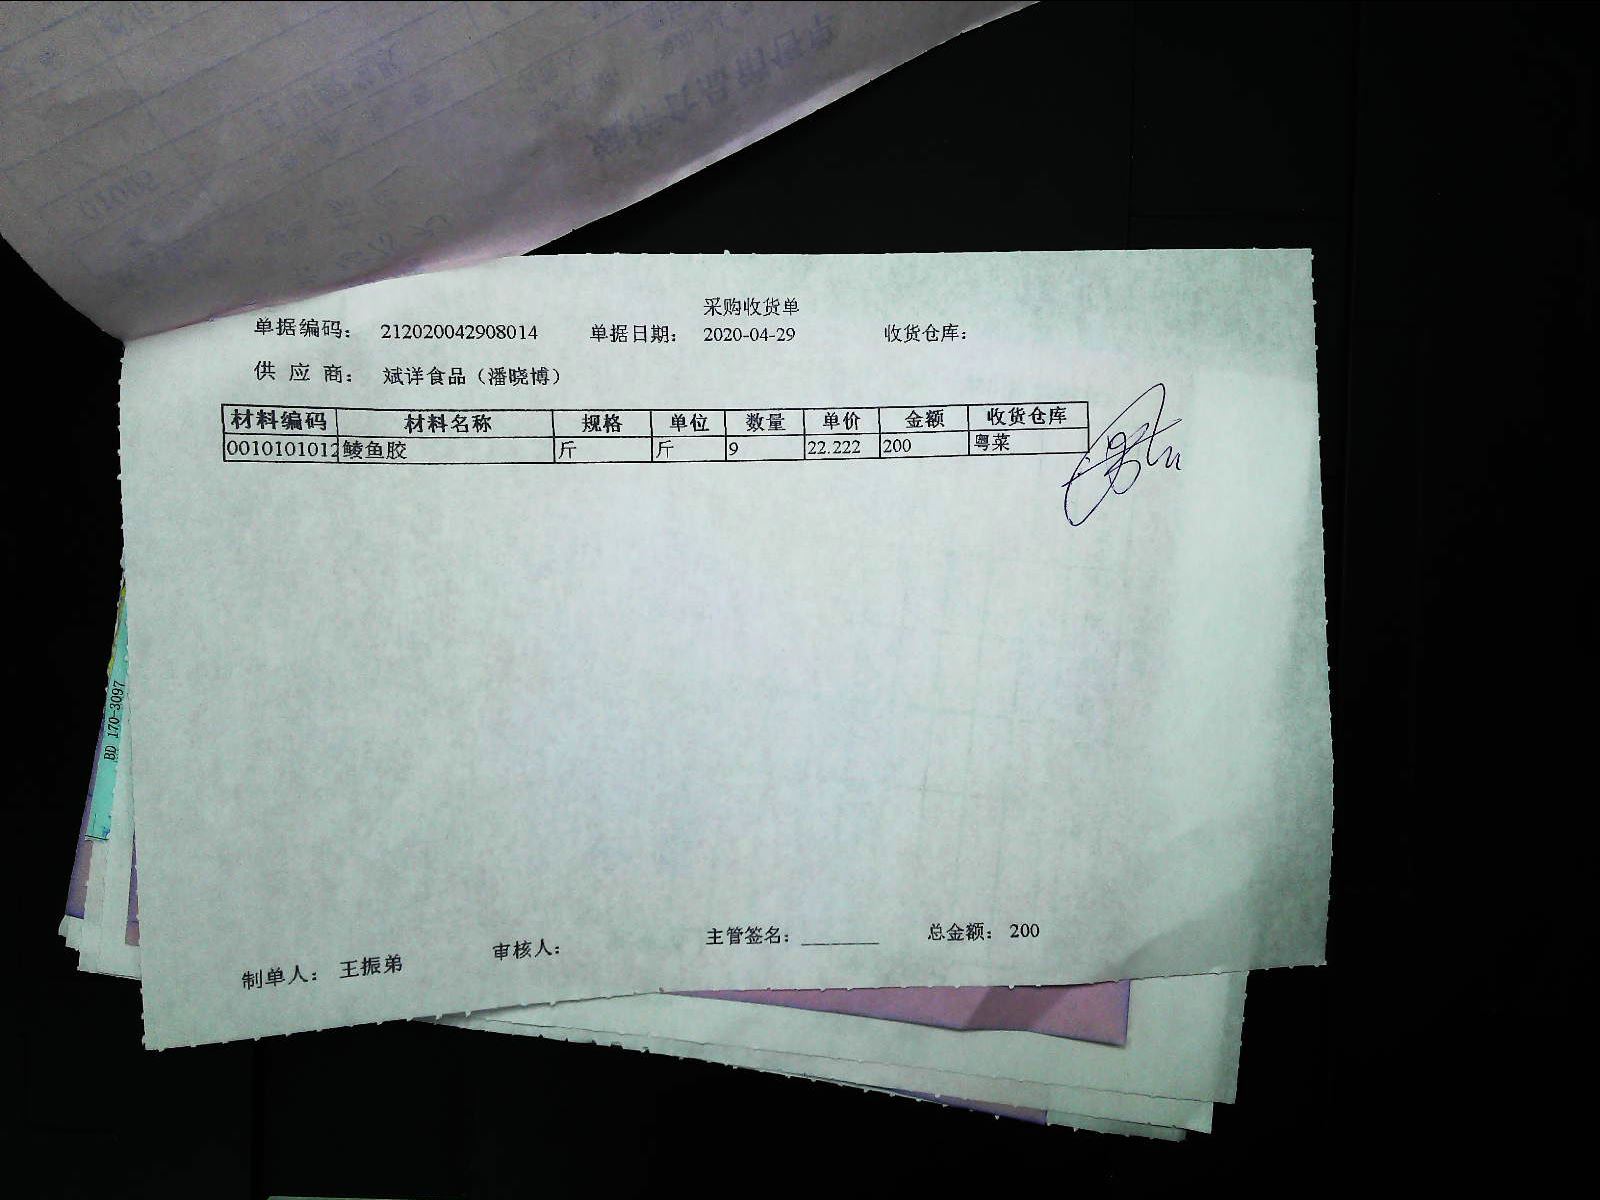 采购收货单
单据编码： 212020042908014 单据日期： 2020-04-29 收货仓库：
供 应 商： 斌详食品（潘晓博）
材料编码 材料名称 规格 单位 数量 单价 金额 收货仓库
0010101012 鲮鱼胶 斤 斤 9 22.222 200 粤菜
BD 170-3097
制单人： 王振弟 审核人： 主管签名：________ 总金额： 200